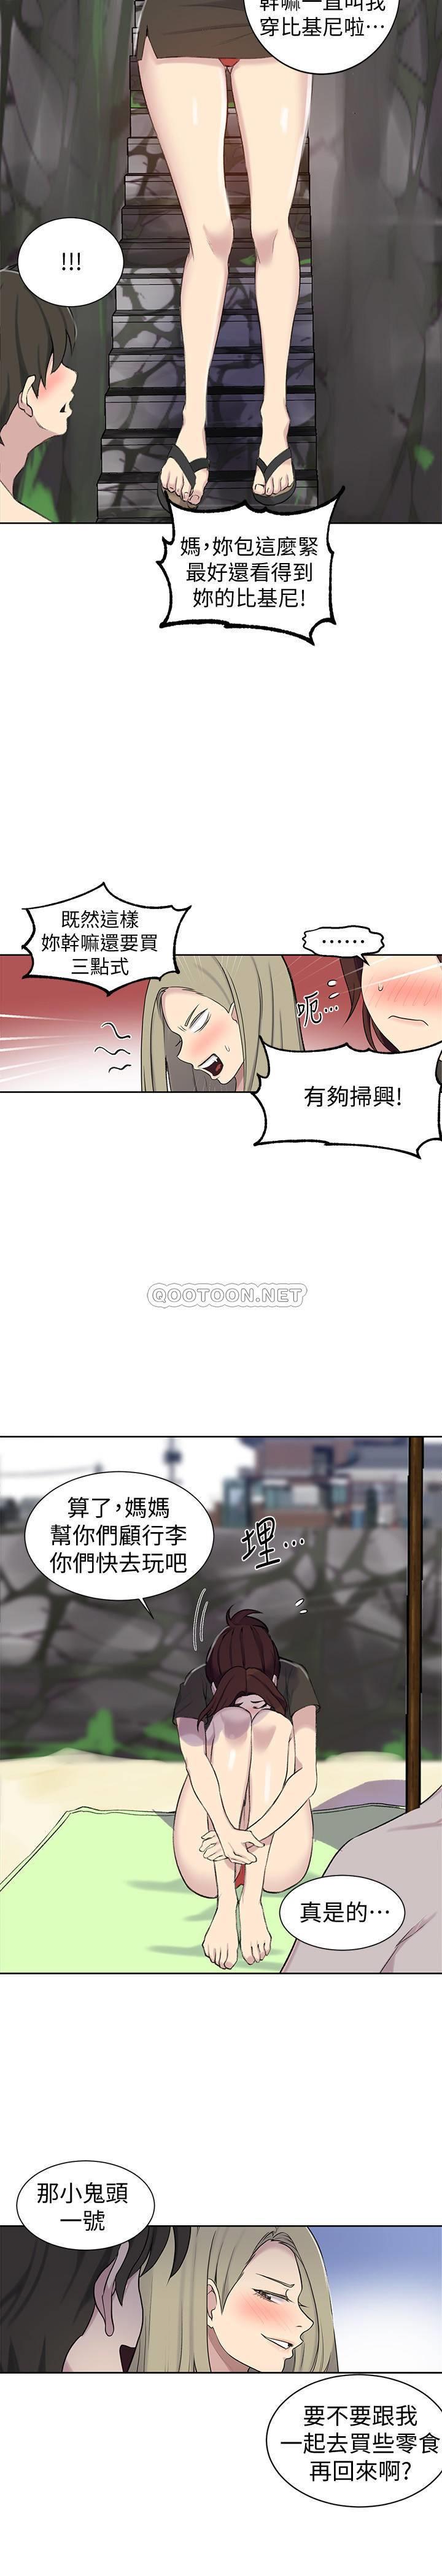 幹嘛一直叫我
穿比基尼啦⋯
!!!
媽,妳包這麼緊
最好還看得到
妳的比基尼!
既然這樣
妳幹嘛還要買
三點式
⋯⋯
呃⋯
有夠掃興!
QOOTOON.NET
算了,媽媽
幫你們顧行李
你們快去玩吧
埋⋯
真是的⋯
那小鬼頭
一號
要不要跟我
一起去買些零食
再回來啊?